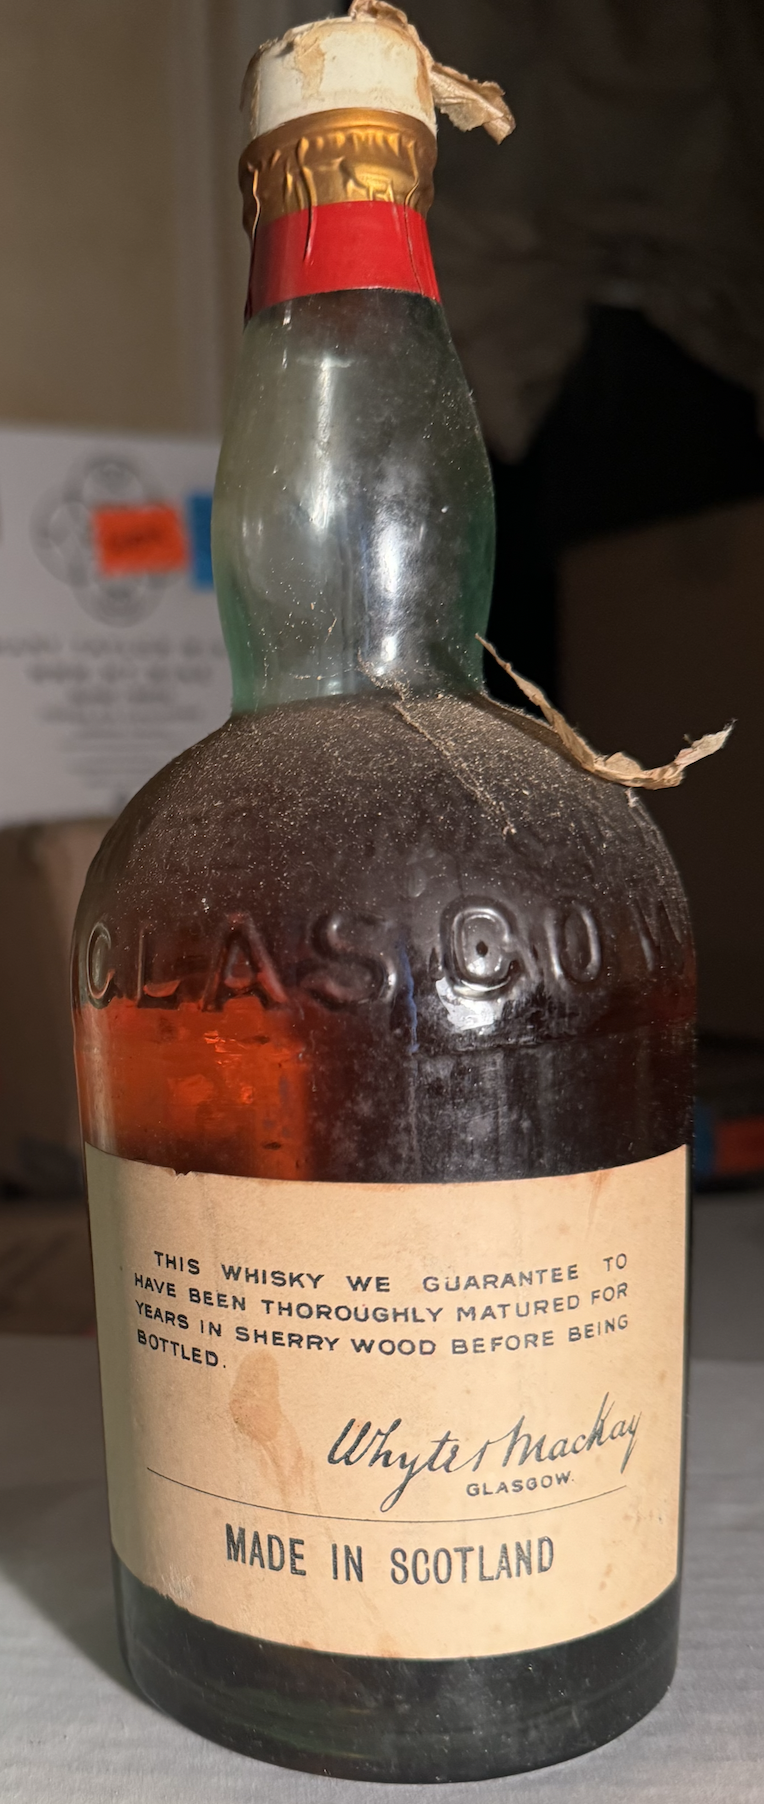 GLASGOW
THIS WHISKY WE GUARANTEE TO
HAVE BEEN THOROUGHLY MATURED FOR
YEARS IN SHERRY WOOD BEFORE BEING
BOTTLED.
Whyte & Mackay
GLASGOW.
MADE IN SCOTLAND